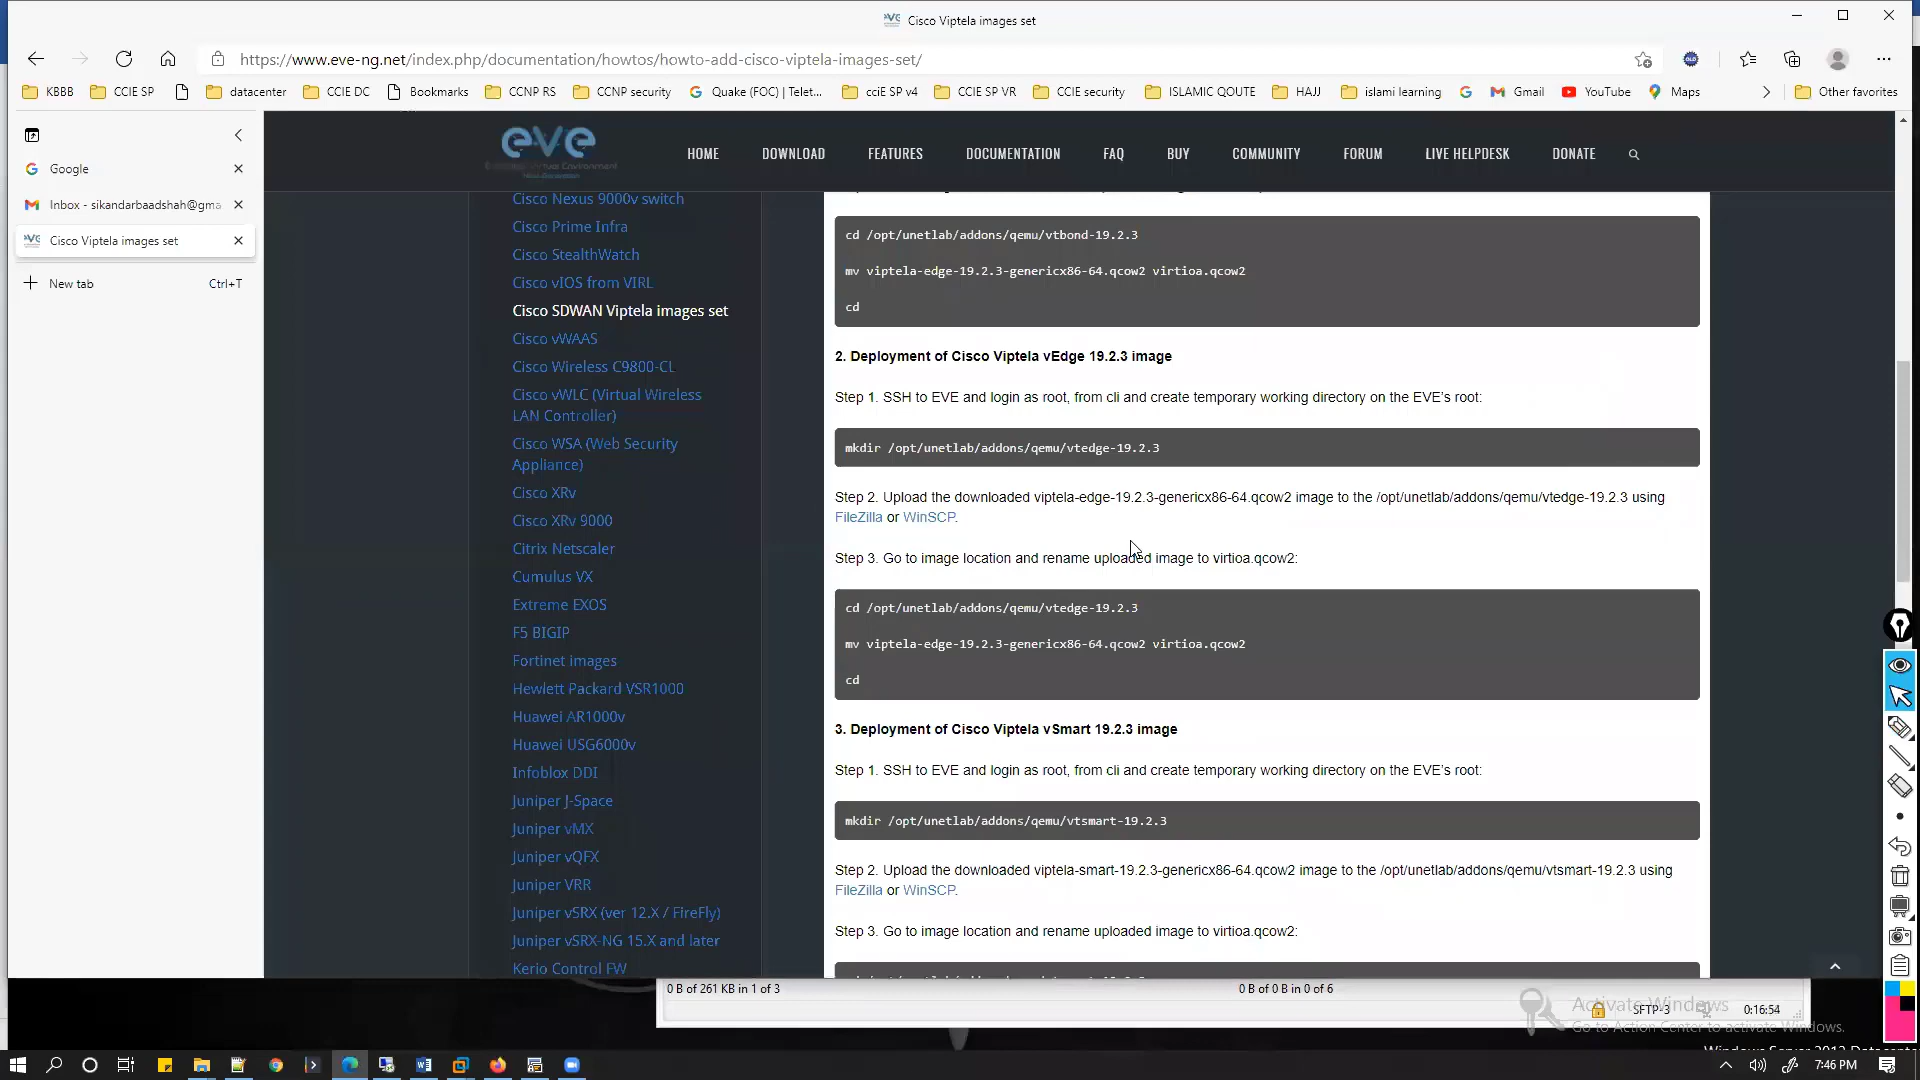 Cisco Viptela images set
https://www.eve-ng.net/index.php/documentation/howtos/howto-add-cisco-viptela-images-set/
KBBB
CCIE SP
datacenter
CCIE DC
Bookmarks
CCNP RS
CCNP security
Quake (FOC) | Telet...
cciE SP v4
CCIE SP VR
CCIE security
ISLAMIC QOUTE
HAJJ
islami learning
Gmail
YouTube
Maps
Other favorites
Google
Inbox - sikandarbaadshah@gma
Cisco Viptela images set
New tab
Ctrl+T
eve
HOME
DOWNLOAD
FEATURES
DOCUMENTATION
FAQ
BUY
COMMUNITY
FORUM
LIVE HELPDESK
DONATE
Cisco Nexus 9000v switch
Cisco Prime Infra
Cisco StealthWatch
Cisco vIOS from VIRL
Cisco SDWAN Viptela images set
Cisco vWAAS
Cisco Wireless C9800-CL
Cisco vWLC (Virtual Wireless
LAN Controller)
Cisco WSA (Web Security
Appliance)
Cisco XRv
Cisco XRv 9000
Citrix Netscaler
Cumulus VX
Extreme EXOS
F5 BIGIP
Fortinet images
Hewlett Packard VSR1000
Huawei AR1000v
Huawei USG6000v
Infoblox DDI
Juniper J-Space
Juniper vMX
Juniper vQFX
Juniper VRR
Juniper vSRX (ver 12.X / FireFly)
Juniper vSRX-NG 15.X and later
Kerio Control FW
cd /opt/unetlab/addons/qemu/vtbond-19.2.3
mv viptela-edge-19.2.3-genericx86-64.qcow2 virtioa.qcow2
cd
2. Deployment of Cisco Viptela vEdge 19.2.3 image
Step 1. SSH to EVE and login as root, from cli and create temporary working directory on the EVE's root:
mkdir /opt/unetlab/addons/qemu/vtedge-19.2.3
Step 2. Upload the downloaded viptela-edge-19.2.3-genericx86-64.qcow2 image to the /opt/unetlab/addons/qemu/vtedge-19.2.3 using
FileZilla or WinSCP.
Step 3. Go to image location and rename uploaded image to virtioa.qcow2:
cd /opt/unetlab/addons/qemu/vtedge-19.2.3
mv viptela-edge-19.2.3-genericx86-64.qcow2 virtioa.qcow2
cd
3. Deployment of Cisco Viptela vSmart 19.2.3 image
Step 1. SSH to EVE and login as root, from cli and create temporary working directory on the EVE's root:
mkdir /opt/unetlab/addons/qemu/vtsmart-19.2.3
Step 2. Upload the downloaded viptela-smart-19.2.3-genericx86-64.qcow2 image to the /opt/unetlab/addons/qemu/vtsmart-19.2.3 using
FileZilla or WinSCP.
Step 3. Go to image location and rename uploaded image to virtioa.qcow2:
0 B of 261 KB in 1 of 3
0 B of 0 B in 0 of 6
Activate Windows
SFTP-3
0:16:54
Go to Action Center to activate Windows.
7:46 PM